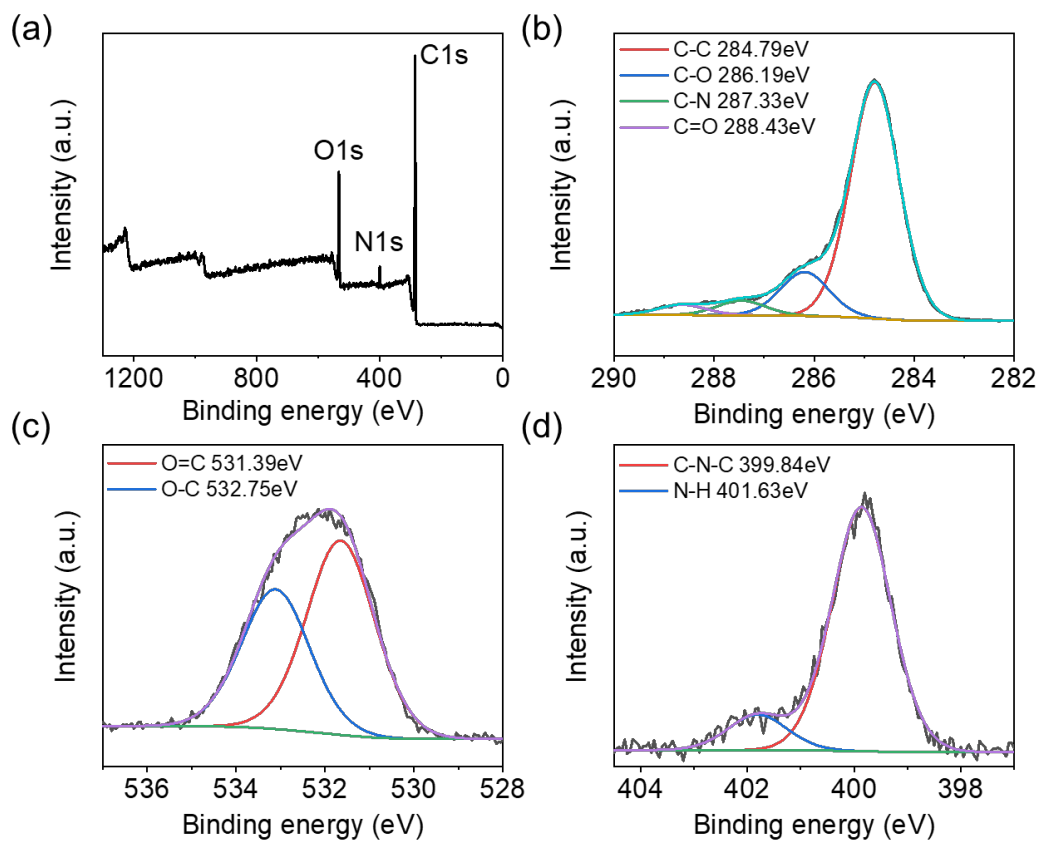 (a)
C1s
O1s
N1s
Intensity (a.u.)
1200 800 400 0
Binding energy (eV)
(b)
C-C 284.79eV
C-O 286.19eV
C-N 287.33eV
C=O 288.43eV
Intensity (a.u.)
290 288 286 284 282
Binding energy (eV)
(c)
O=C 531.39eV
O-C 532.75eV
Intensity (a.u.)
536 534 532 530 528
Binding energy (eV)
(d)
C-N-C 399.84eV
N-H 401.63eV
Intensity (a.u.)
404 402 400 398
Binding energy (eV)